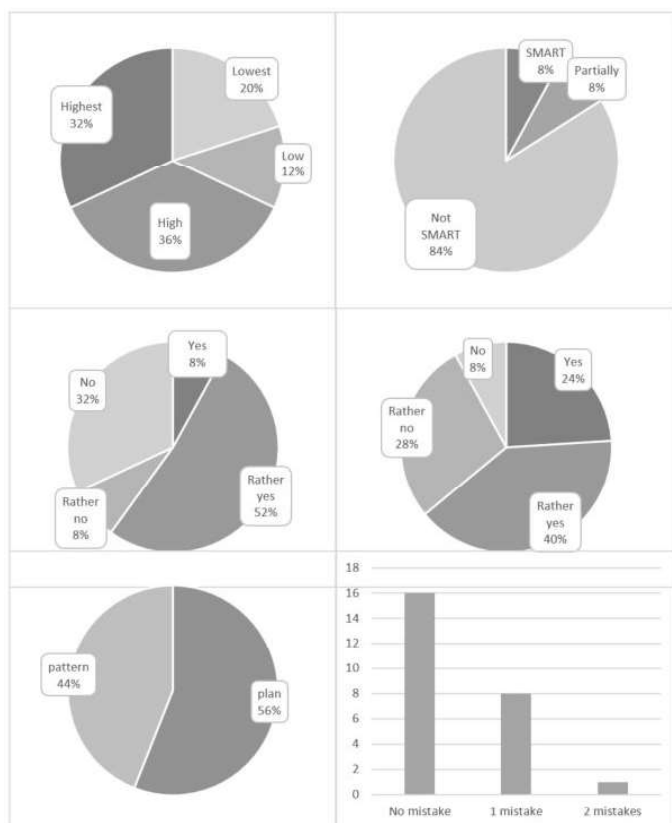 Lowest
20%
Low
12%
High
36%
Highest
32%
SMART
8%
Partially
8%
Not
SMART
84%
Yes
8%
Rather
yes
52%
Rather
no
8%
No
32%
Yes
24%
Rather
yes
40%
Rather
no
28%
No
8%
plan
56%
pattern
44%
18
16
14
12
10
8
6
4
2
0
No mistake
1 mistake
2 mistakes